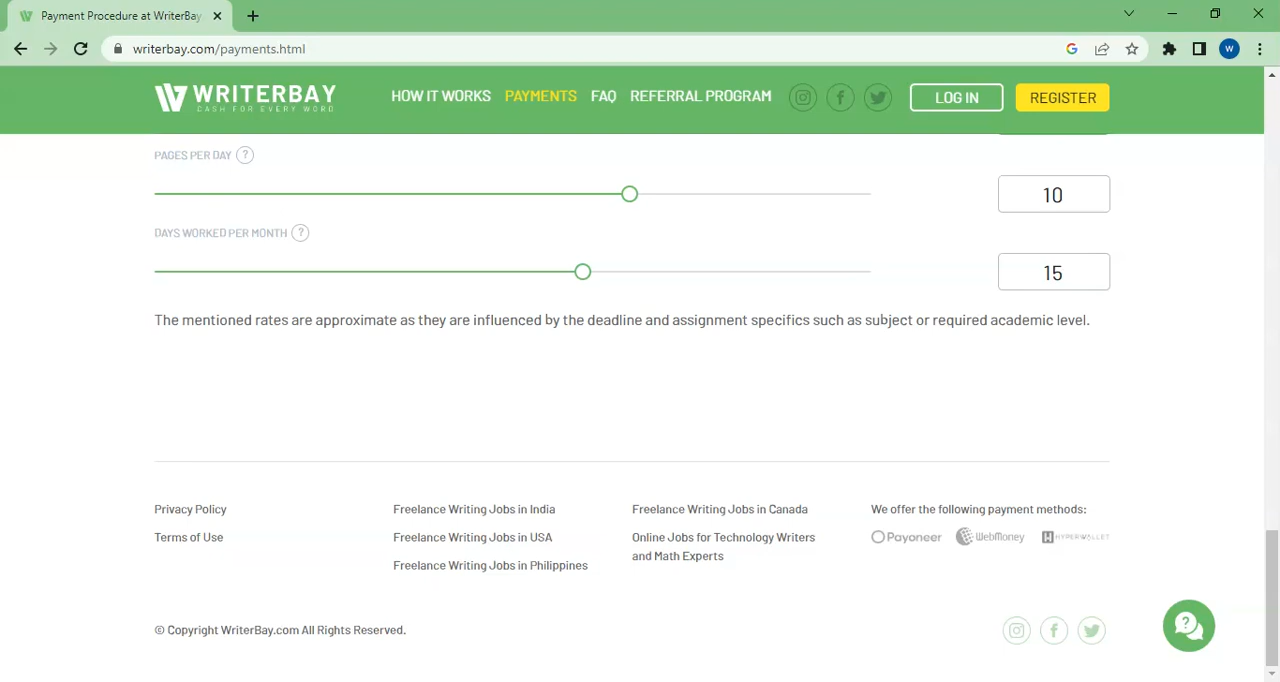 Payment Procedure at WriterBay
writerbay.com/payments.html
W
WRITERBAY
CASH FOR EVERY WORD
HOW IT WORKS
PAYMENTS
FAQ
REFERRAL PROGRAM
LOG IN
REGISTER
PAGES PER DAY ?
10
DAYS WORKED PER MONTH ?
15
The mentioned rates are approximate as they are influenced by the deadline and assignment specifics such as subject or required academic level.
Privacy Policy
Terms of Use
Freelance Writing Jobs in India
Freelance Writing Jobs in USA
Freelance Writing Jobs in Philippines
Freelance Writing Jobs in Canada
Online Jobs for Technology Writers
and Math Experts
We offer the following payment methods:
Payoneer
WebMoney
HYPERWALLET
© Copyright WriterBay.com All Rights Reserved.